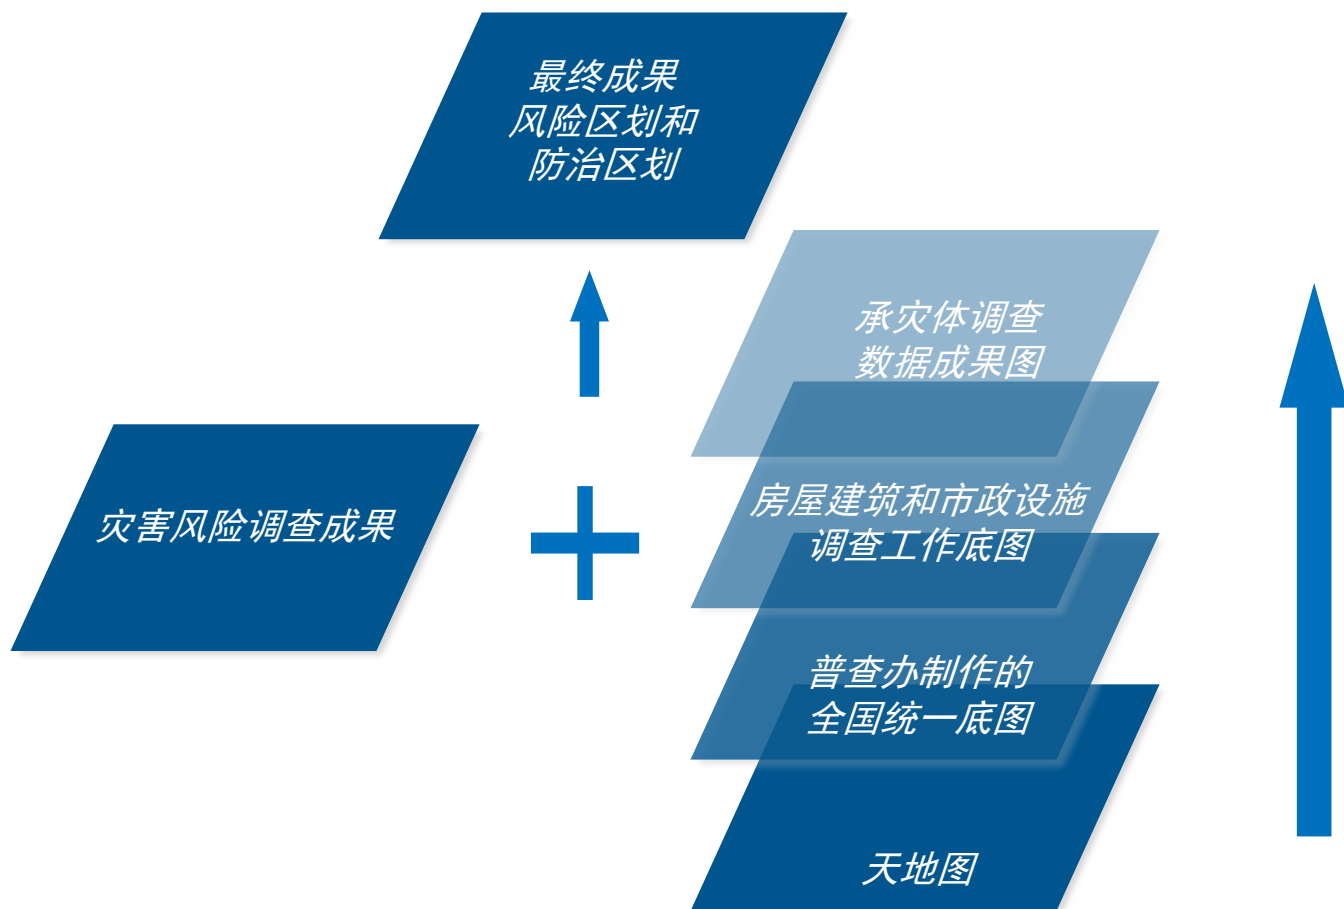 最终成果
风险区划和
防治区划
承灾体调查
数据成果图
灾害风险调查成果
房屋建筑和市政设施
调查工作底图
普查办制作的
全国统一底图
天地图